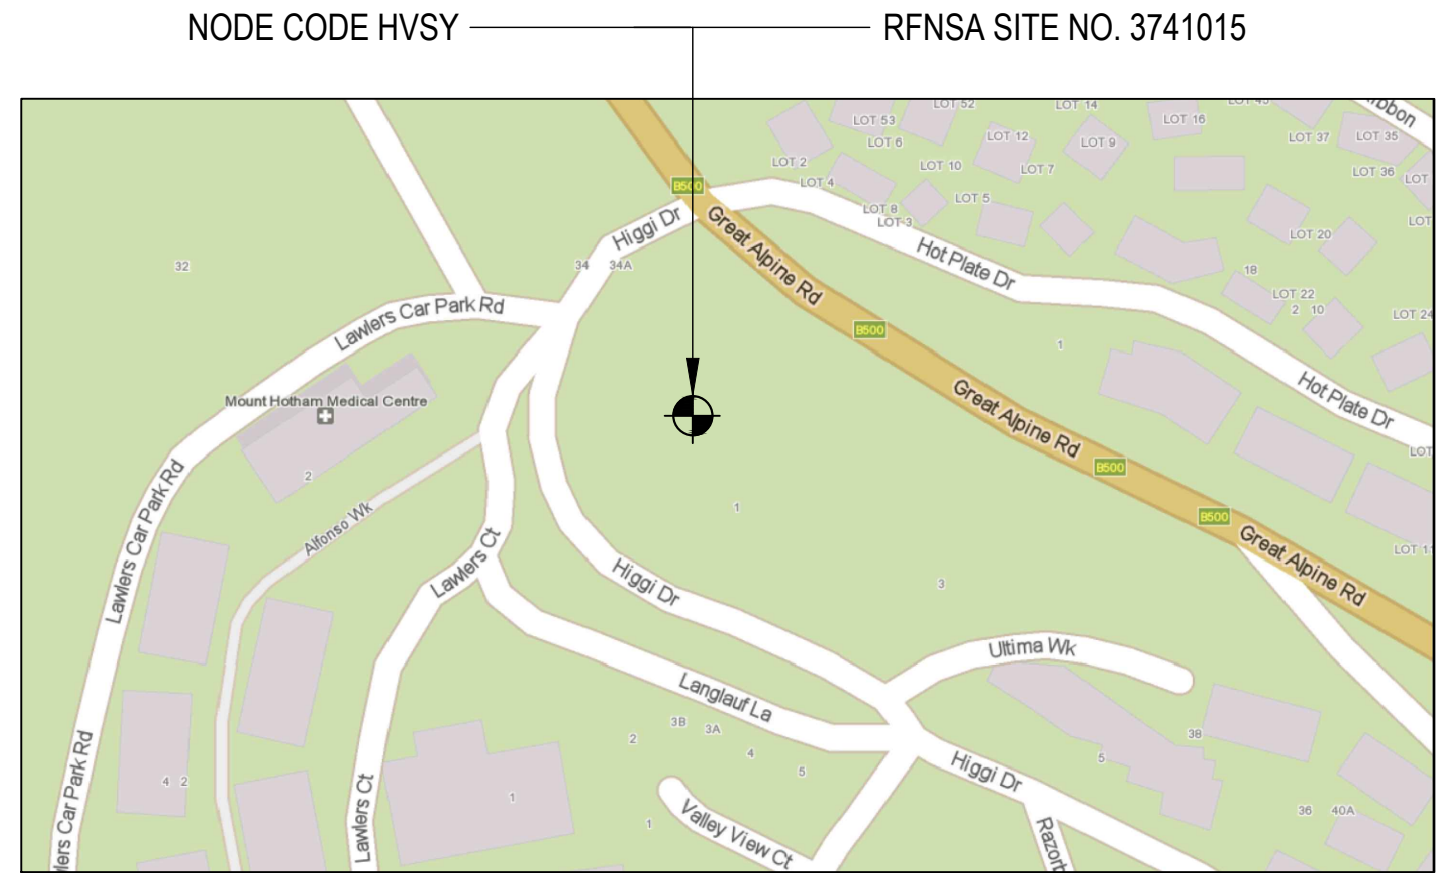 NODE CODE HVSY
RFNSA SITE NO. 3741015
LOT 52
LOT 14
LOT 53
LOT 6
LOT 12
LOT 9
LOT 16
LOT 37
LOT 35
LOT 2
LOT 10
LOT 7
LOT 36
LOT
LOT 4
B500
LOT 8
LOT 5
LOT 3
LOT
Higgi Dr
Great Alpine Rd
LOT 20
Hot Plate Dr
32
34
34A
18
LOT 22
2
10
LOT 24
Lawlers Car Park Rd
B500
1
Mount Hotham Medical Centre
Great Alpine Rd
Hot Plate Dr
LOT
B500
2
Lawlers Car Park Rd
Alfonso Wk
1
B500
Great Alpine Rd
LOT 11
Lawlers Ct
Higgi Dr
3
Ultima Wk
Langlauf La
3B
3A
2
4
5
38
5
Higgi Dr
4
2
1
1
Valley View Ct
36
40A
Lawlers Ct